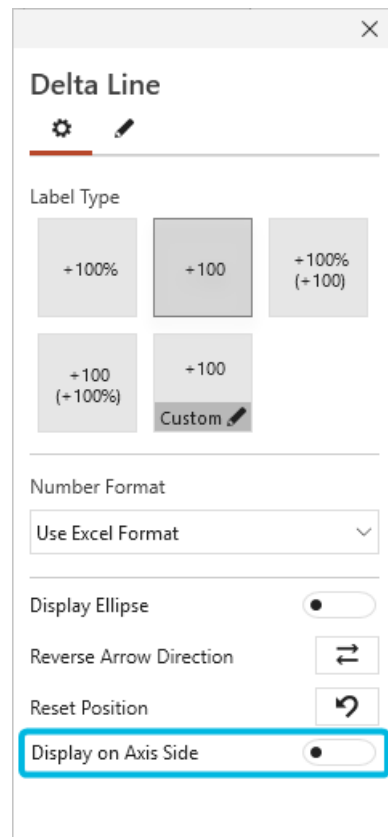 Delta Line
Label Type
+100%
+100
+100%
(+100)
+100
(+100%)
+100
Custom
Number Format
Use Excel Format
Display Ellipse
Reverse Arrow Direction
Reset Position
Display on Axis Side